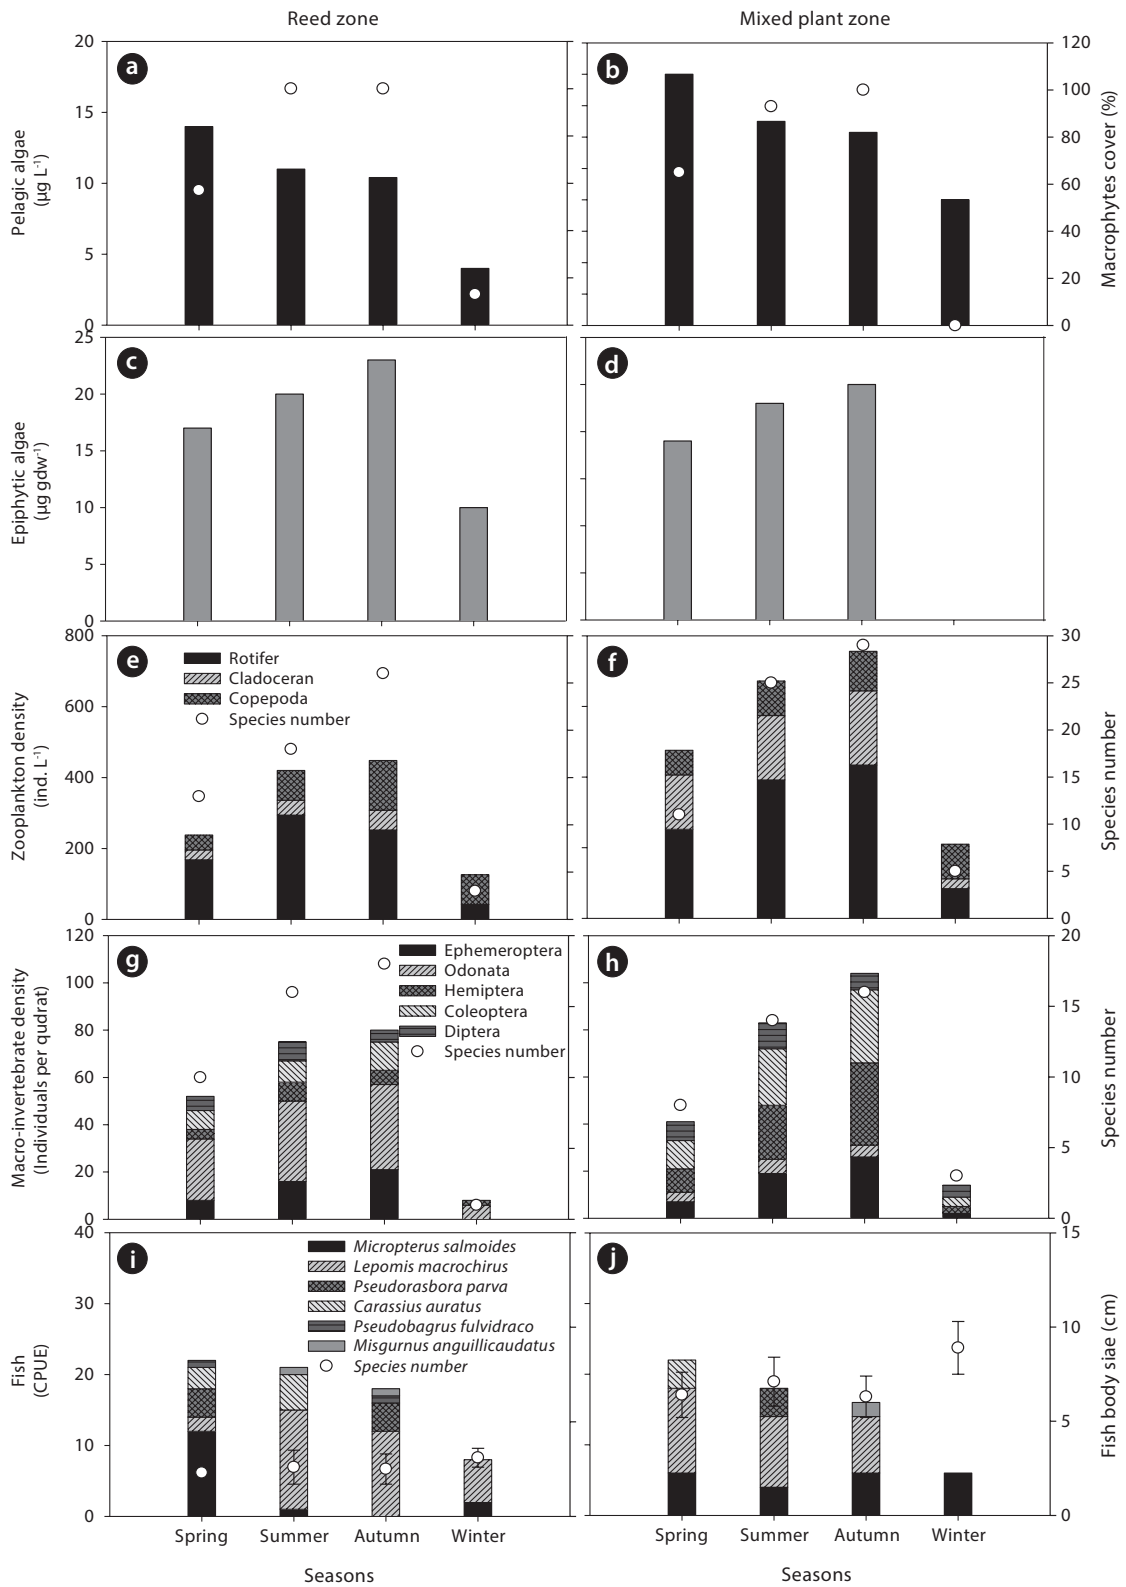 Reed zone
Mixed plant zone
Pelagic algae
(µg L-1)
20
15
10
5
0
a
b
120
100
80
60
40
20
0
Macrophytes cover (%)
Epiphytic algae
(µg gdw-1)
25
20
15
10
5
0
c
d
Zooplankton density
(ind. L-1)
800
600
400
200
0
e
Rotifer
Cladoceran
Copepoda
Species number
f
30
25
20
15
10
5
0
Species number
Macro-invertebrate density
(Individuals per qudrat)
120
100
80
60
40
20
0
g
Ephemeroptera
Odonata
Hemiptera
Coleoptera
Diptera
Species number
h
20
15
10
5
0
Species number
Fish
(CPUE)
40
30
20
10
0
i
Micropterus salmoides
Lepomis macrochirus
Pseudorasbora parva
Carassius auratus
Pseudobagrus fulvidraco
Misgurnus anguillicaudatus
Species number
j
15
10
5
0
Fish body siae (cm)
Spring Summer Autumn Winter
Spring Summer Autumn Winter
Seasons
Seasons